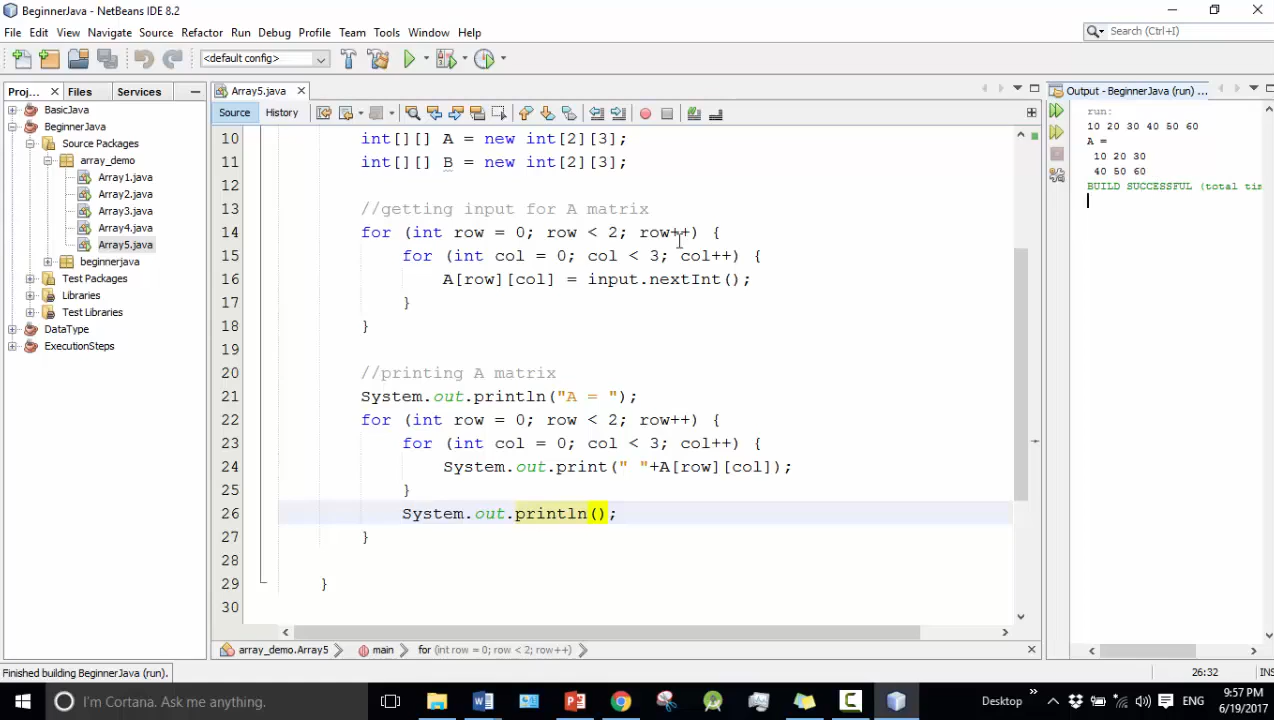 BeginnerJava - NetBeans IDE 8.2
File Edit View Navigate Source Refactor Run Debug Profile Team Tools Window Help
Search (Ctrl+I)
<default config>
Proj... Files Services
Array5.java
Output - BeginnerJava (run) ...
Source History
BasicJava
BeginnerJava
Source Packages
array_demo
Array1.java
Array2.java
Array3.java
Array4.java
Array5.java
beginnerjava
Test Packages
Libraries
Test Libraries
DataType
ExecutionSteps
10 int[][] A = new int[2][3];
11 int[][] B = new int[2][3];
12
13 //getting input for A matrix
14 for (int row = 0; row < 2; row++) {
15 for (int col = 0; col < 3; col++) {
16 A[row][col] = input.nextInt();
17 }
18 }
19
20 //printing A matrix
21 System.out.println("A = ");
22 for (int row = 0; row < 2; row++) {
23 for (int col = 0; col < 3; col++) {
24 System.out.print(" "+A[row][col]);
25 }
26 System.out.println();
27 }
28
29 }
30
run:
10 20 30 40 50 60
A =
10 20 30
40 50 60
BUILD SUCCESSFUL (total tim
array_demo.Array5 main for (int row = 0; row < 2; row++)
Finished building BeginnerJava (run).
26:32 INS
I'm Cortana. Ask me anything.
Desktop
ENG
9:57 PM
6/19/2017